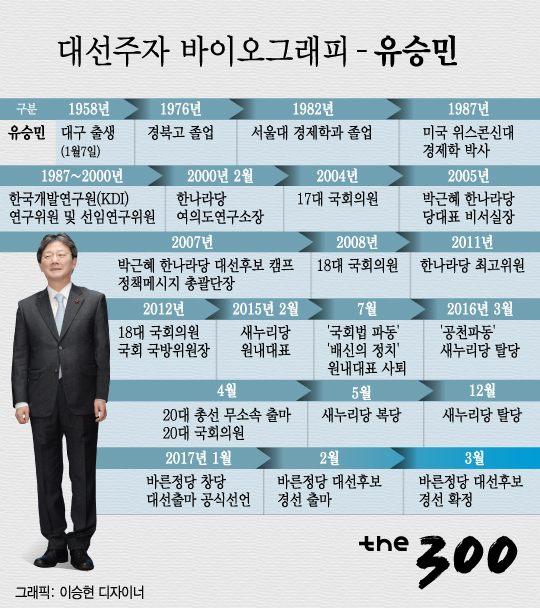 대선주자 바이오그래피 - 유승민
구분 1958년 1976년 1982년 1987년
유승민 대구 출생 경북고 졸업 서울대 경제학과 졸업 미국 위스콘신대
(1월7일) 경제학 박사
1987~2000년 2000년 2월 2004년 2005년
한국개발연구원(KDI) 한나라당 17대 국회의원 박근혜 한나라당
연구위원 및 선임연구위원 여의도연구소장 당대표 비서실장
2007년 2008년 2011년
박근혜 한나라당 대선후보 캠프 18대 국회의원 한나라당 최고위원
정책메시지 총괄단장
2012년 2015년 2월 7월 2016년 3월
18대 국회의원 새누리당 '국회법 파동' '공천파동'
국회 국방위원장 원내대표 '배신의 정치' 새누리당 탈당
원내대표 사퇴
4월 5월 12월
20대 총선 무소속 출마 새누리당 복당 새누리당 탈당
20대 국회의원
2017년 1월 2월 3월
바른정당 창당 바른정당 대선후보 바른정당 대선후보
대선출마 공식선언 경선 출마 경선 확정
the 300
그래픽: 이승현 디자이너